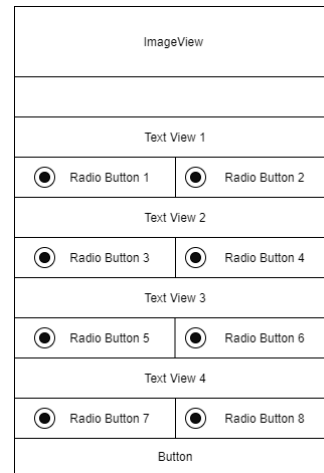 ImageView
Text View 1
Radio Button 1 Radio Button 2
Text View 2
Radio Button 3 Radio Button 4
Text View 3
Radio Button 5 Radio Button 6
Text View 4
Radio Button 7 Radio Button 8
Button